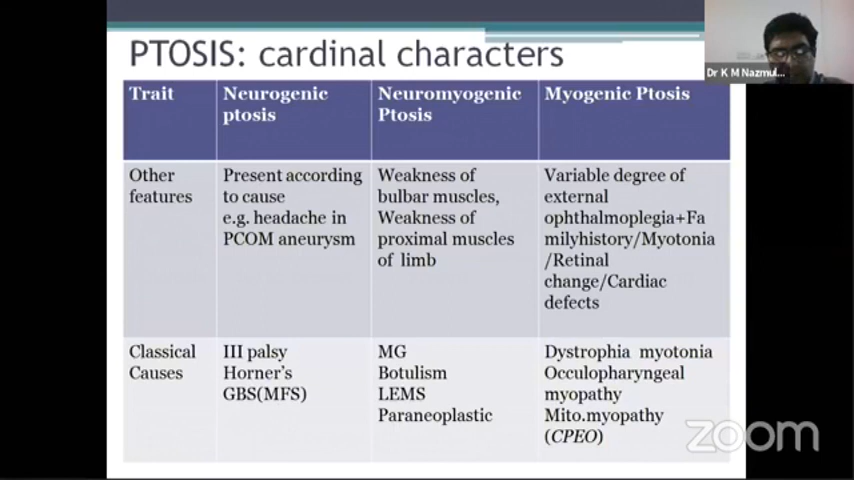 PTOSIS: cardinal characters
Dr K M Nazmul...
Trait
Neurogenic
ptosis
Neuromyogenic
Ptosis
Myogenic Ptosis
Other
features
Present according
to cause
e.g. headache in
PCOM aneurysm
Weakness of
bulbar muscles,
Weakness of
proximal muscles
of limb
Variable degree of
external
ophthalmoplegia+Fa
milyhistory/Myotonia
/Retinal
change/Cardiac
defects
Classical
Causes
III palsy
Horner's
GBS(MFS)
MG
Botulism
LEMS
Paraneoplastic
Dystrophia myotonia
Occulopharyngeal
myopathy
Mito.myopathy
(CPEO)
zoom